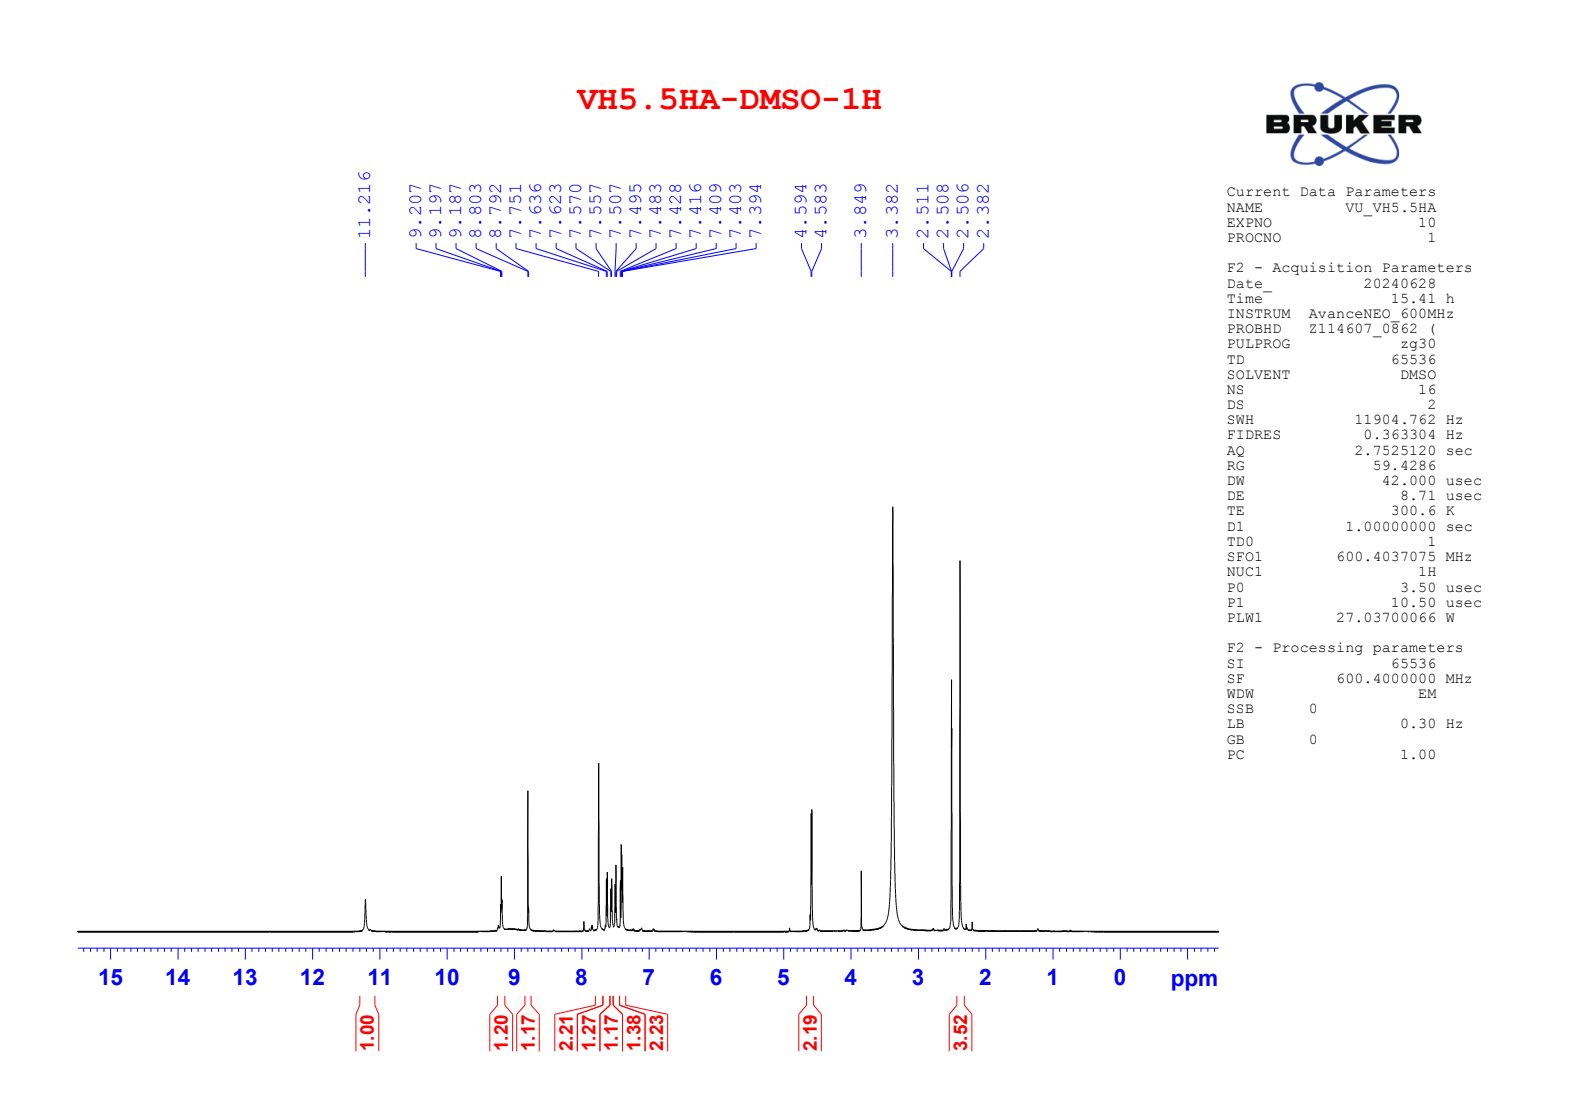 VH5.5HA-DMSO-1H
BRUKER
11.216
9.207
9.197
9.187
8.803
8.792
7.751
7.636
7.623
7.570
7.557
7.507
7.495
7.483
7.428
7.416
7.409
7.403
7.394
4.594
4.583
3.849
3.382
2.511
2.508
2.506
2.382
Current Data Parameters
NAME VU_VH5.5HA
EXPNO 10
PROCNO 1
F2 - Acquisition Parameters
Date_ 20240628
Time 15.41 h
INSTRUM AvanceNEO_600MHz
PROBHD Z114607_0862 (
PULPROG zg30
TD 65536
SOLVENT DMSO
NS 16
DS 2
SWH 11904.762 Hz
FIDRES 0.363304 Hz
AQ 2.7525120 sec
RG 59.4286
DW 42.000 usec
DE 8.71 usec
TE 300.6 K
D1 1.00000000 sec
TD0 1
SFO1 600.4037075 MHz
NUC1 1H
P0 3.50 usec
P1 10.50 usec
PLW1 27.03700066 W
F2 - Processing parameters
SI 65536
SF 600.4000000 MHz
WDW EM
SSB 0
LB 0.30 Hz
GB 0
PC 1.00
15 14 13 12 11 10 9 8 7 6 5 4 3 2 1 0 ppm
1.00
1.20
1.17
2.21
1.27
1.17
1.38
2.23
2.19
3.52